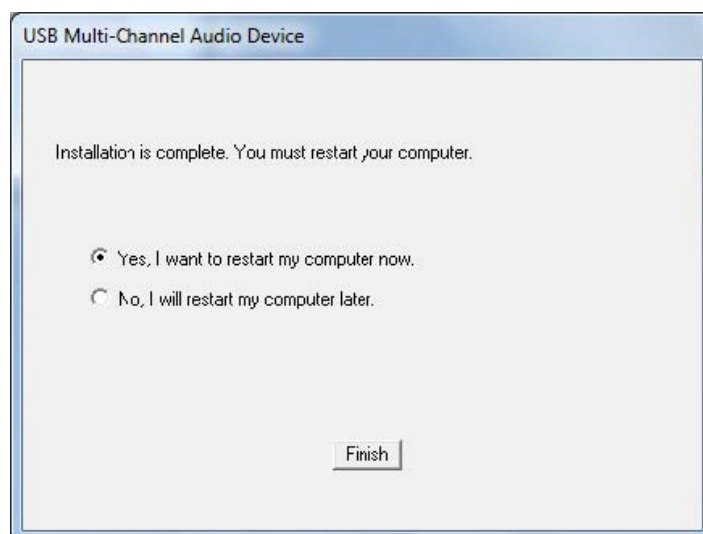 USB Multi-Channel Audio Device
Installation is complete. You must restart your computer.
Yes, I want to restart my computer now.
No, I will restart my computer later.
Finish